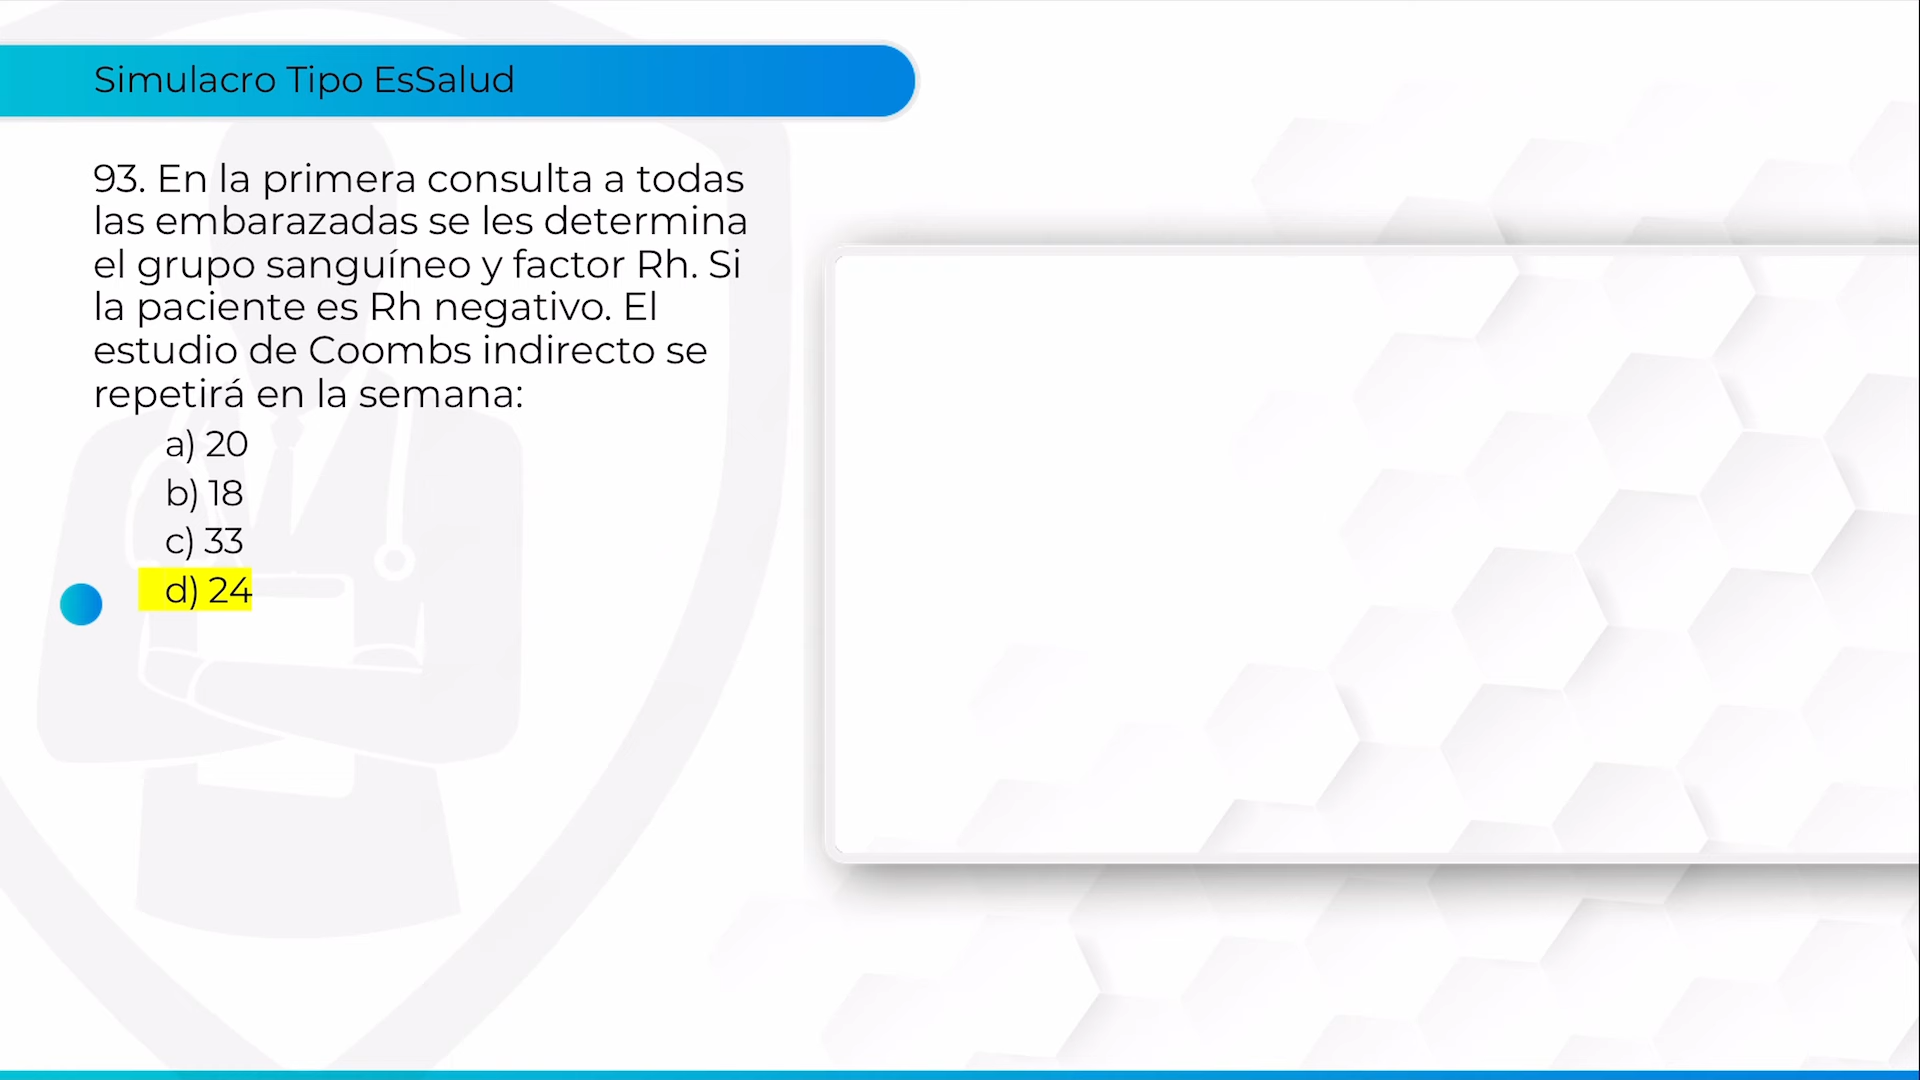 Simulacro Tipo EsSalud
93. En la primera consulta a todas
las embarazadas se les determina
el grupo sanguíneo y factor Rh. Si
la paciente es Rh negativo. El
estudio de Coombs indirecto se
repetirá en la semana:
a) 20
b) 18
c) 33
d) 24